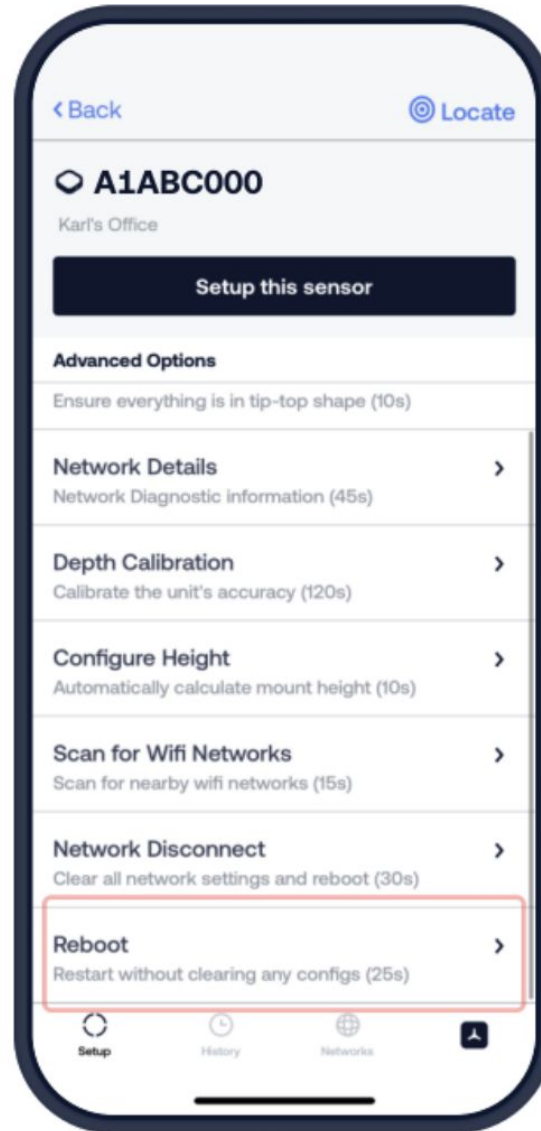 Back
Locate
A1ABC000
Karl's Office
Setup this sensor
Advanced Options
Ensure everything is in tip-top shape (10s)
Network Details
Network Diagnostic information (45s)
Depth Calibration
Calibrate the unit's accuracy (120s)
Configure Height
Automatically calculate mount height (10s)
Scan for Wifi Networks
Scan for nearby wifi networks (15s)
Network Disconnect
Clear all network settings and reboot (30s)
Reboot
Restart without clearing any configs (25s)
Setup
History
Networks